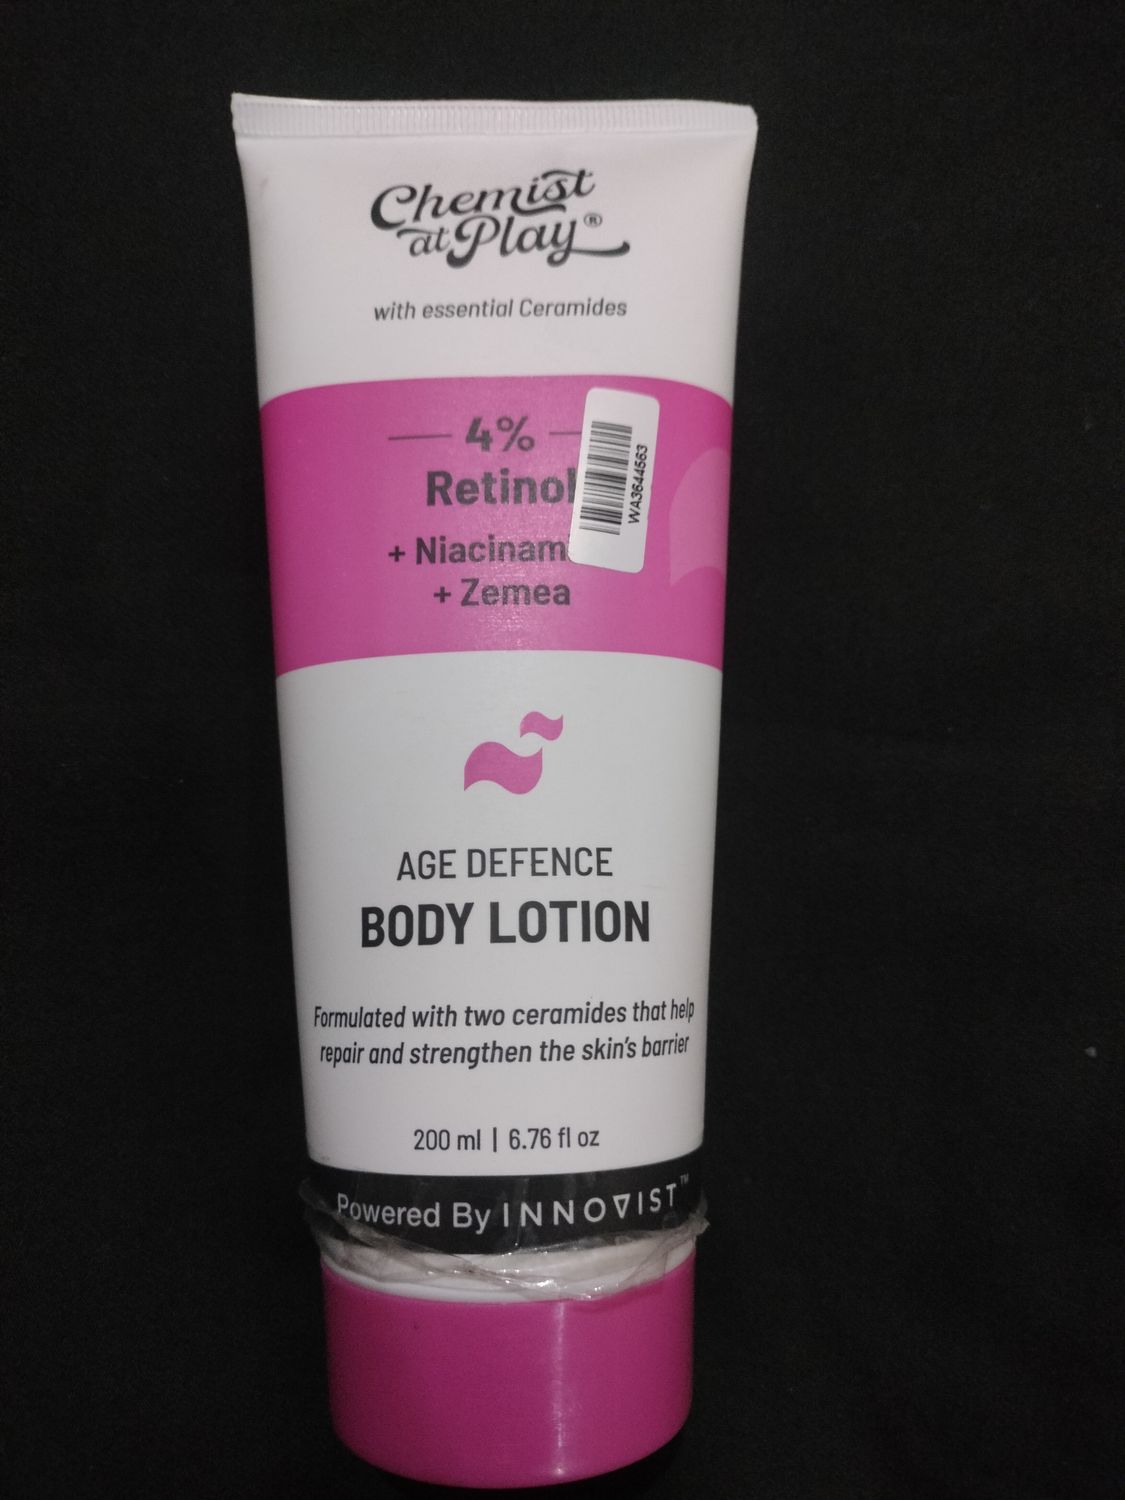 Chemist
at Play®
with essential Ceramides
4%
Retinol
+ Niacinam
+ Zemea
WA3644563
AGE DEFENCE
BODY LOTION
Formulated with two ceramides that help
repair and strengthen the skin's barrier
200 ml | 6.76 fl oz
Powered By INNOVIST™